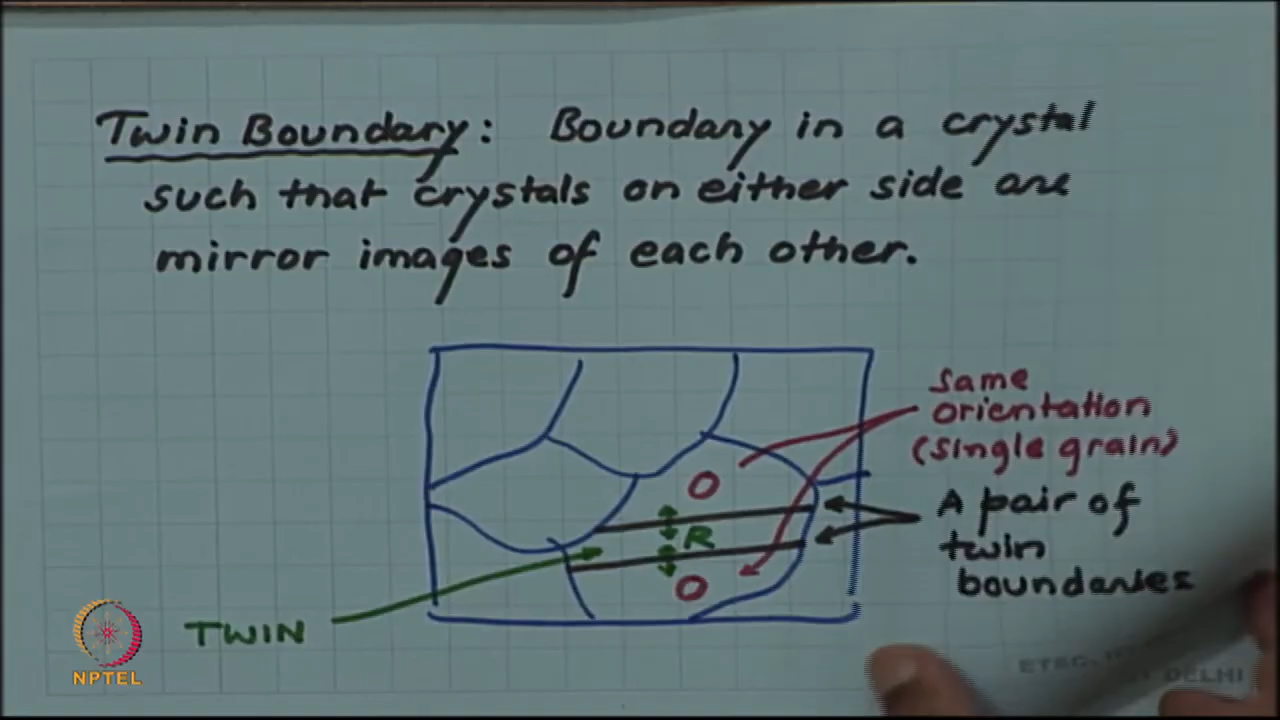 Twin Boundary: Boundary in a crystal
such that crystals on either side are
mirror images of each other.
same
orientation
(single grain)
O
A pair of
twin
boundaries
R
O
TWIN
NPTEL
DELHI